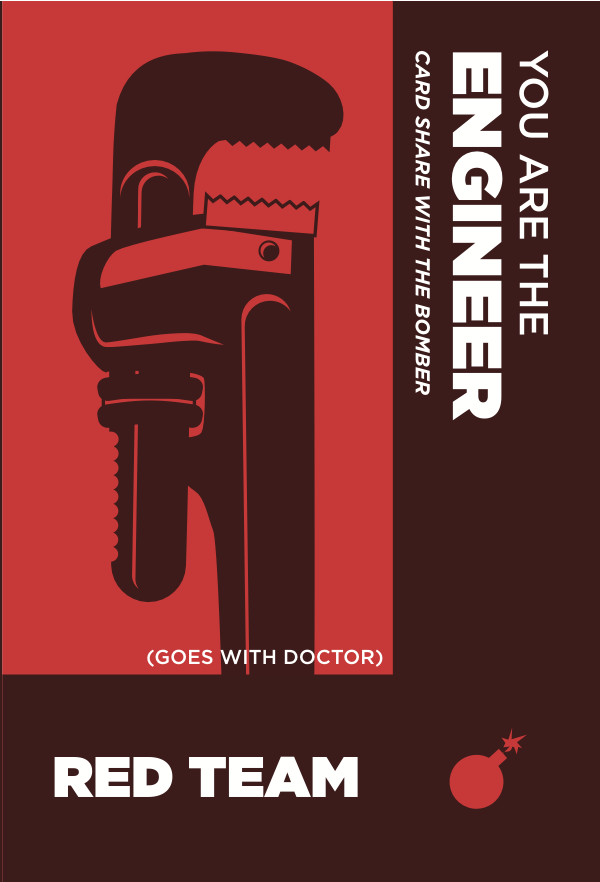 YOU ARE THE
ENGINEER
CARD SHARE WITH THE BOMBER
(GOES WITH DOCTOR)
RED TEAM